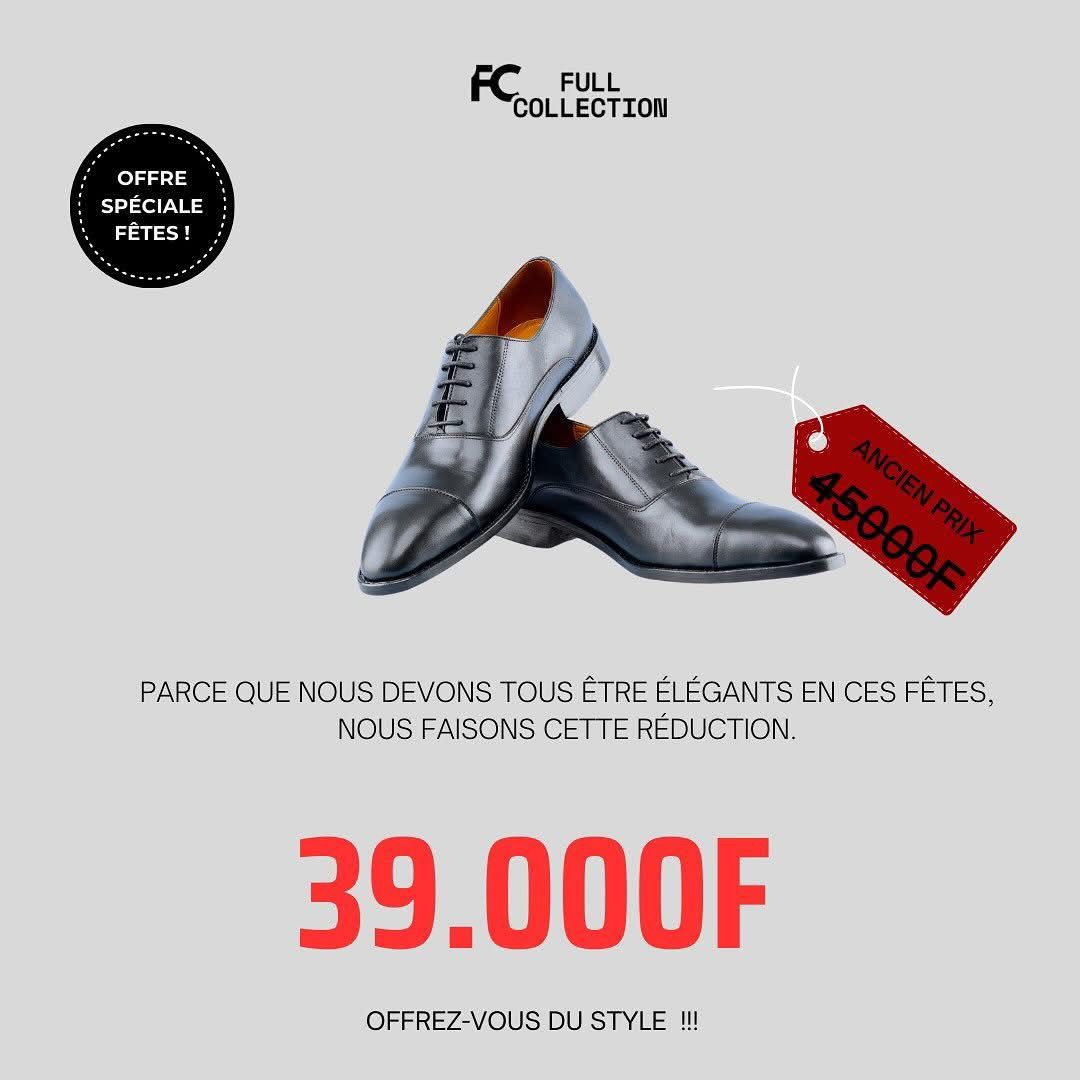 FC FULL
COLLECTION
OFFRE
SPÉCIALE
FÊTES !
ANCIEN PRIX
45000F
PARCE QUE NOUS DEVONS TOUS ÊTRE ÉLÉGANTS EN CES FÊTES,
NOUS FAISONS CETTE RÉDUCTION.
39.000F
OFFREZ-VOUS DU STYLE !!!